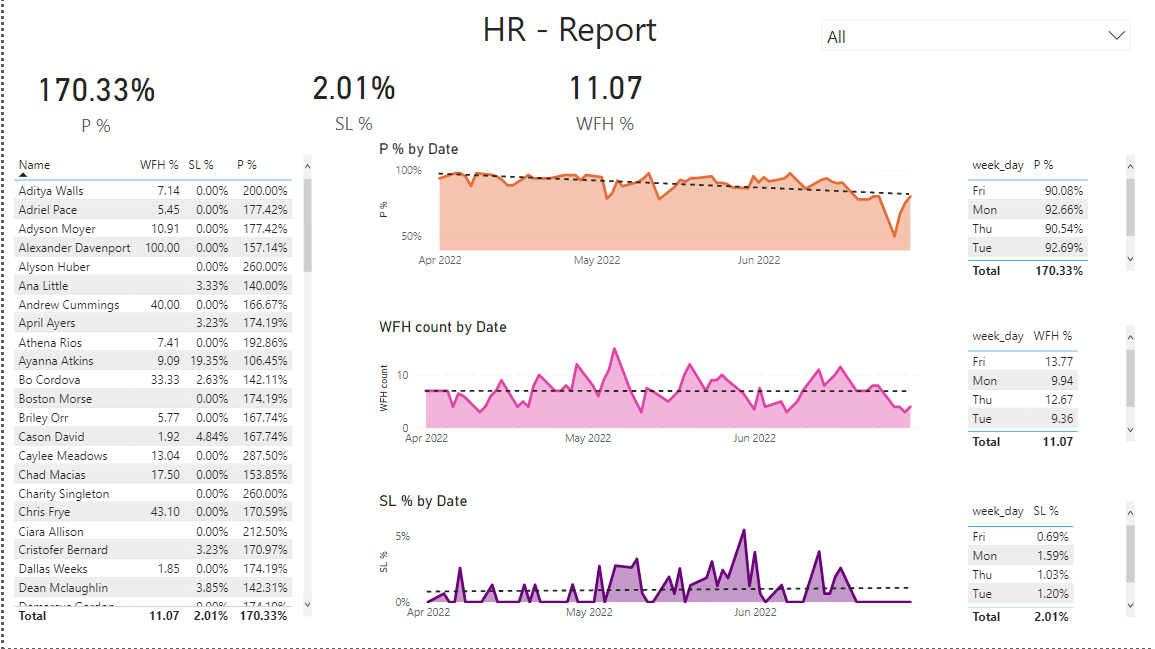 HR - Report
All
170.33%
P %
2.01%
SL %
11.07
WFH %
Name WFH % SL % P %
Aditya Walls 7.14 0.00% 200.00%
Adriel Pace 5.45 0.00% 177.42%
Adyson Moyer 10.91 0.00% 177.42%
Alexander Davenport 100.00 0.00% 157.14%
Alyson Huber 0.00% 260.00%
Ana Little 3.33% 140.00%
Andrew Cummings 40.00 0.00% 166.67%
April Ayers 3.23% 174.19%
Athena Rios 7.41 0.00% 192.86%
Ayanna Atkins 9.09 19.35% 106.45%
Bo Cordova 33.33 2.63% 142.11%
Boston Morse 0.00% 174.19%
Briley Orr 5.77 0.00% 167.74%
Cason David 1.92 4.84% 167.74%
Caylee Meadows 13.04 0.00% 287.50%
Chad Macias 17.50 0.00% 153.85%
Charity Singleton 0.00% 260.00%
Chris Frye 43.10 0.00% 170.59%
Ciara Allison 0.00% 212.50%
Cristofer Bernard 3.23% 170.97%
Dallas Weeks 1.85 0.00% 174.19%
Dean Mclaughlin 3.85% 142.31%
Total 11.07 2.01% 170.33%
P % by Date
P %
100%
50%
Apr 2022 May 2022 Jun 2022
week_day P %
Fri 90.08%
Mon 92.66%
Thu 90.54%
Tue 92.69%
Total 170.33%
WFH count by Date
WFH count
10
0
Apr 2022 May 2022 Jun 2022
week_day WFH %
Fri 13.77
Mon 9.94
Thu 12.67
Tue 9.36
Total 11.07
SL % by Date
SL %
5%
0%
Apr 2022 May 2022 Jun 2022
week_day SL %
Fri 0.69%
Mon 1.59%
Thu 1.03%
Tue 1.20%
Total 2.01%